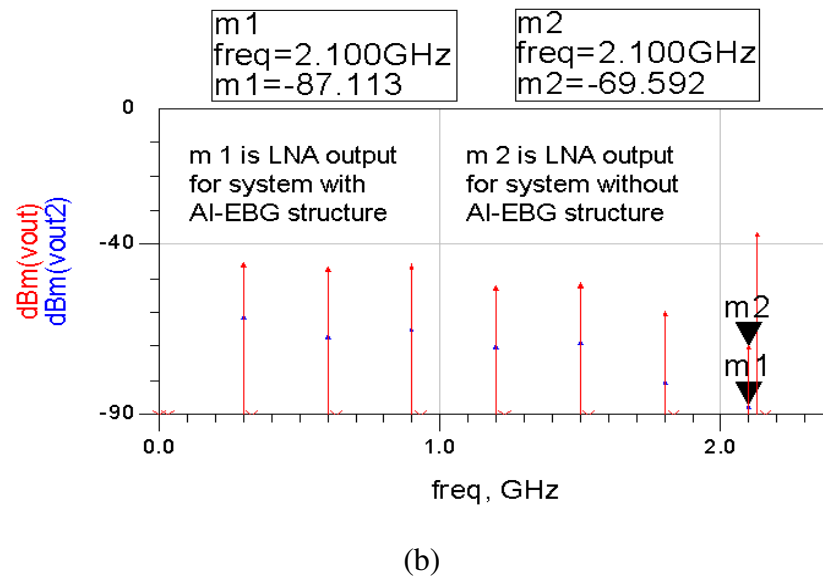 m1
freq=2.100GHz
m1=-87.113
m2
freq=2.100GHz
m2=-69.592
m 1 is LNA output
for system with
AI-EBG structure
m 2 is LNA output
for system without
AI-EBG structure
dBm(vout)
dBm(vout2)
0
-40
-90
m2
m1
0.0
1.0
2.0
freq, GHz
(b)